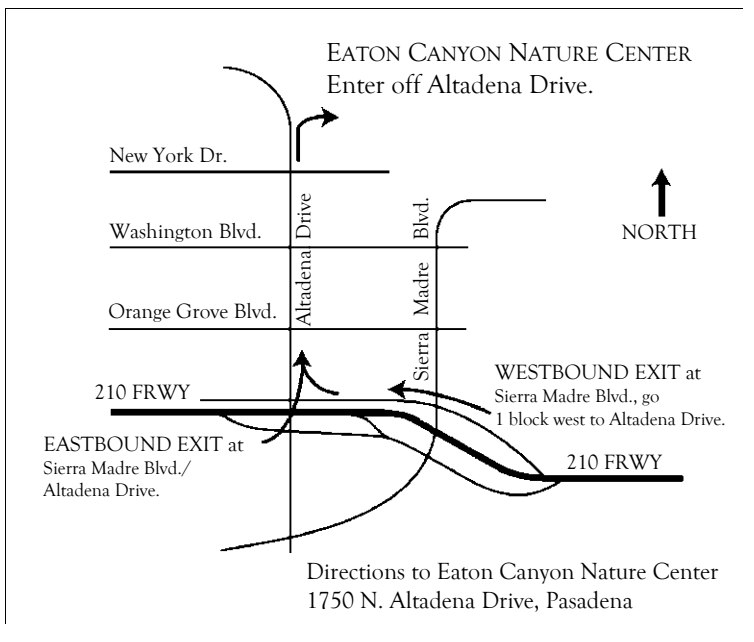 EATON CANYON NATURE CENTER
Enter off Altadena Drive.
New York Dr.
NORTH
Washington Blvd.
Altadena Drive
Sierra Madre Blvd.
Orange Grove Blvd.
210 FRWY
WESTBOUND EXIT at
Sierra Madre Blvd., go
1 block west to Altadena Drive.
EASTBOUND EXIT at
Sierra Madre Blvd./
Altadena Drive.
210 FRWY
Directions to Eaton Canyon Nature Center
1750 N. Altadena Drive, Pasadena